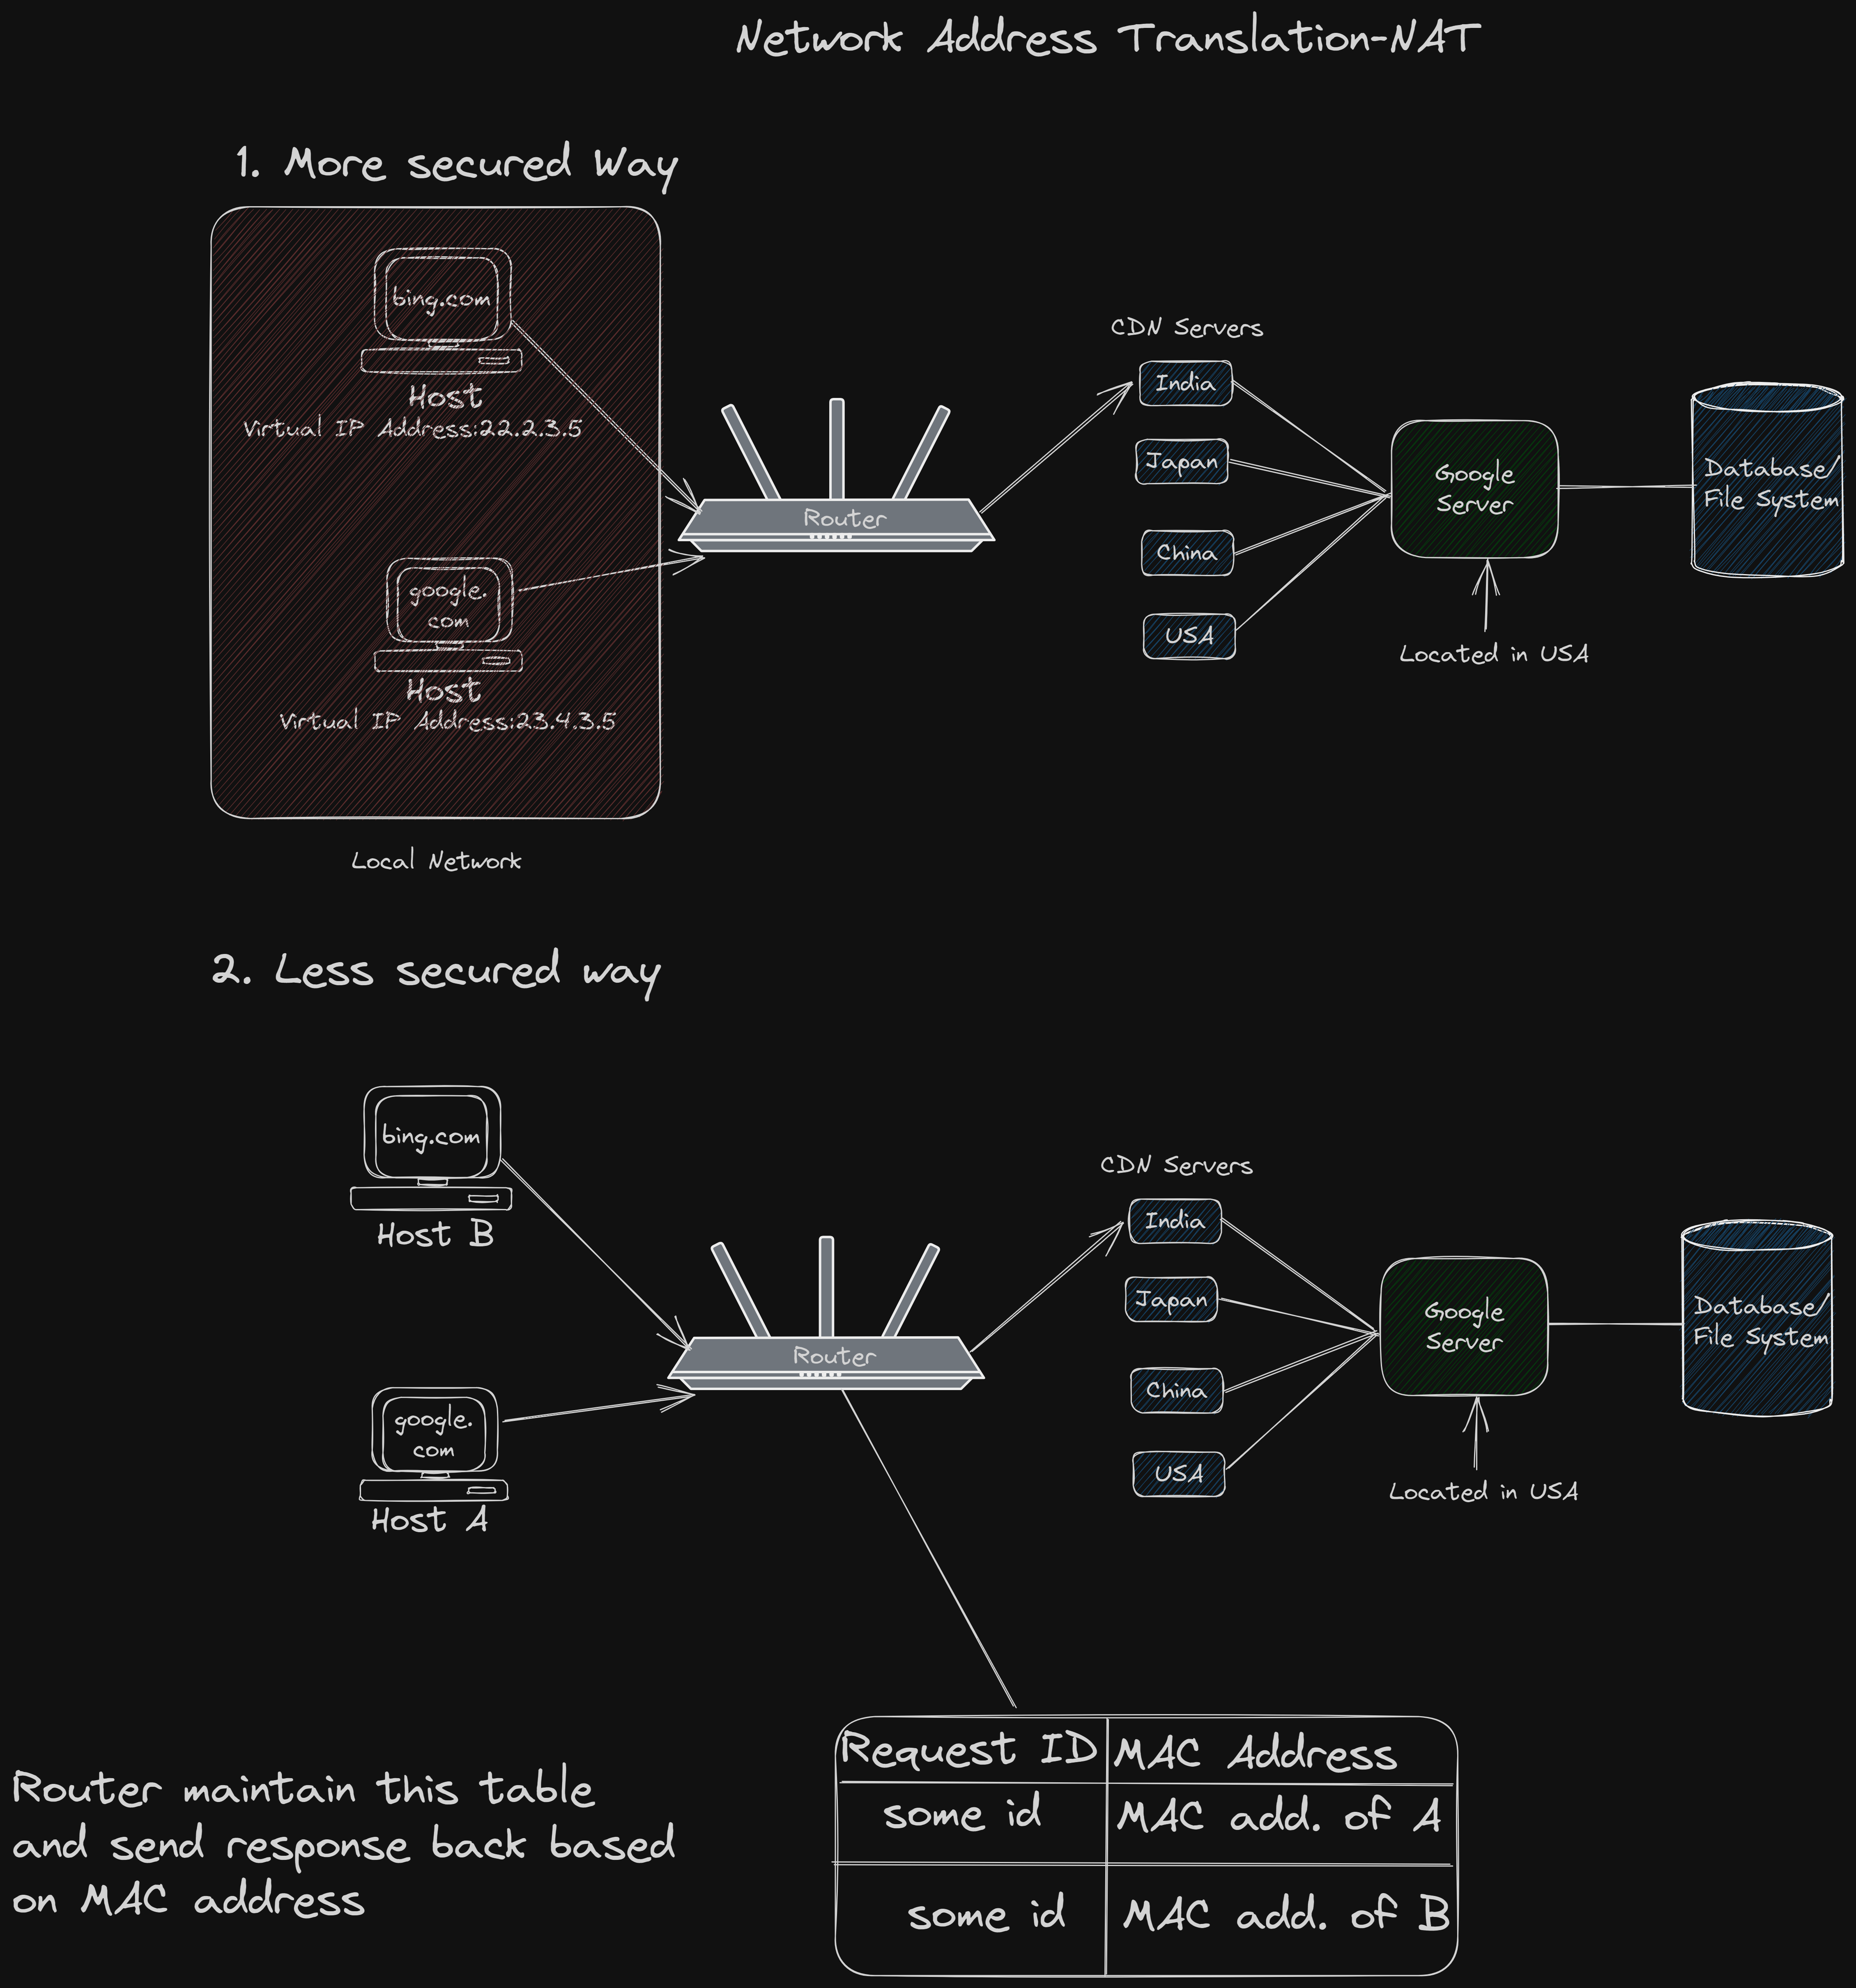 Network Address Translation-NAT
1. More secured Way
bing.com
Host
Virtual IP Address:22.2.3.5
google.
com
Host
Virtual IP Address:23.4.3.5
Local Network
Router
CDN Servers
India
Japan
China
USA
Google
Server
Located in USA
Database/
File System
2. Less secured way
bing.com
Host B
google.
com
Host A
Router
CDN Servers
India
Japan
China
USA
Google
Server
Located in USA
Database/
File System
Router maintain this table
and send response back based
on MAC address
Request ID MAC Address
some id MAC add. of A
some id MAC add. of B